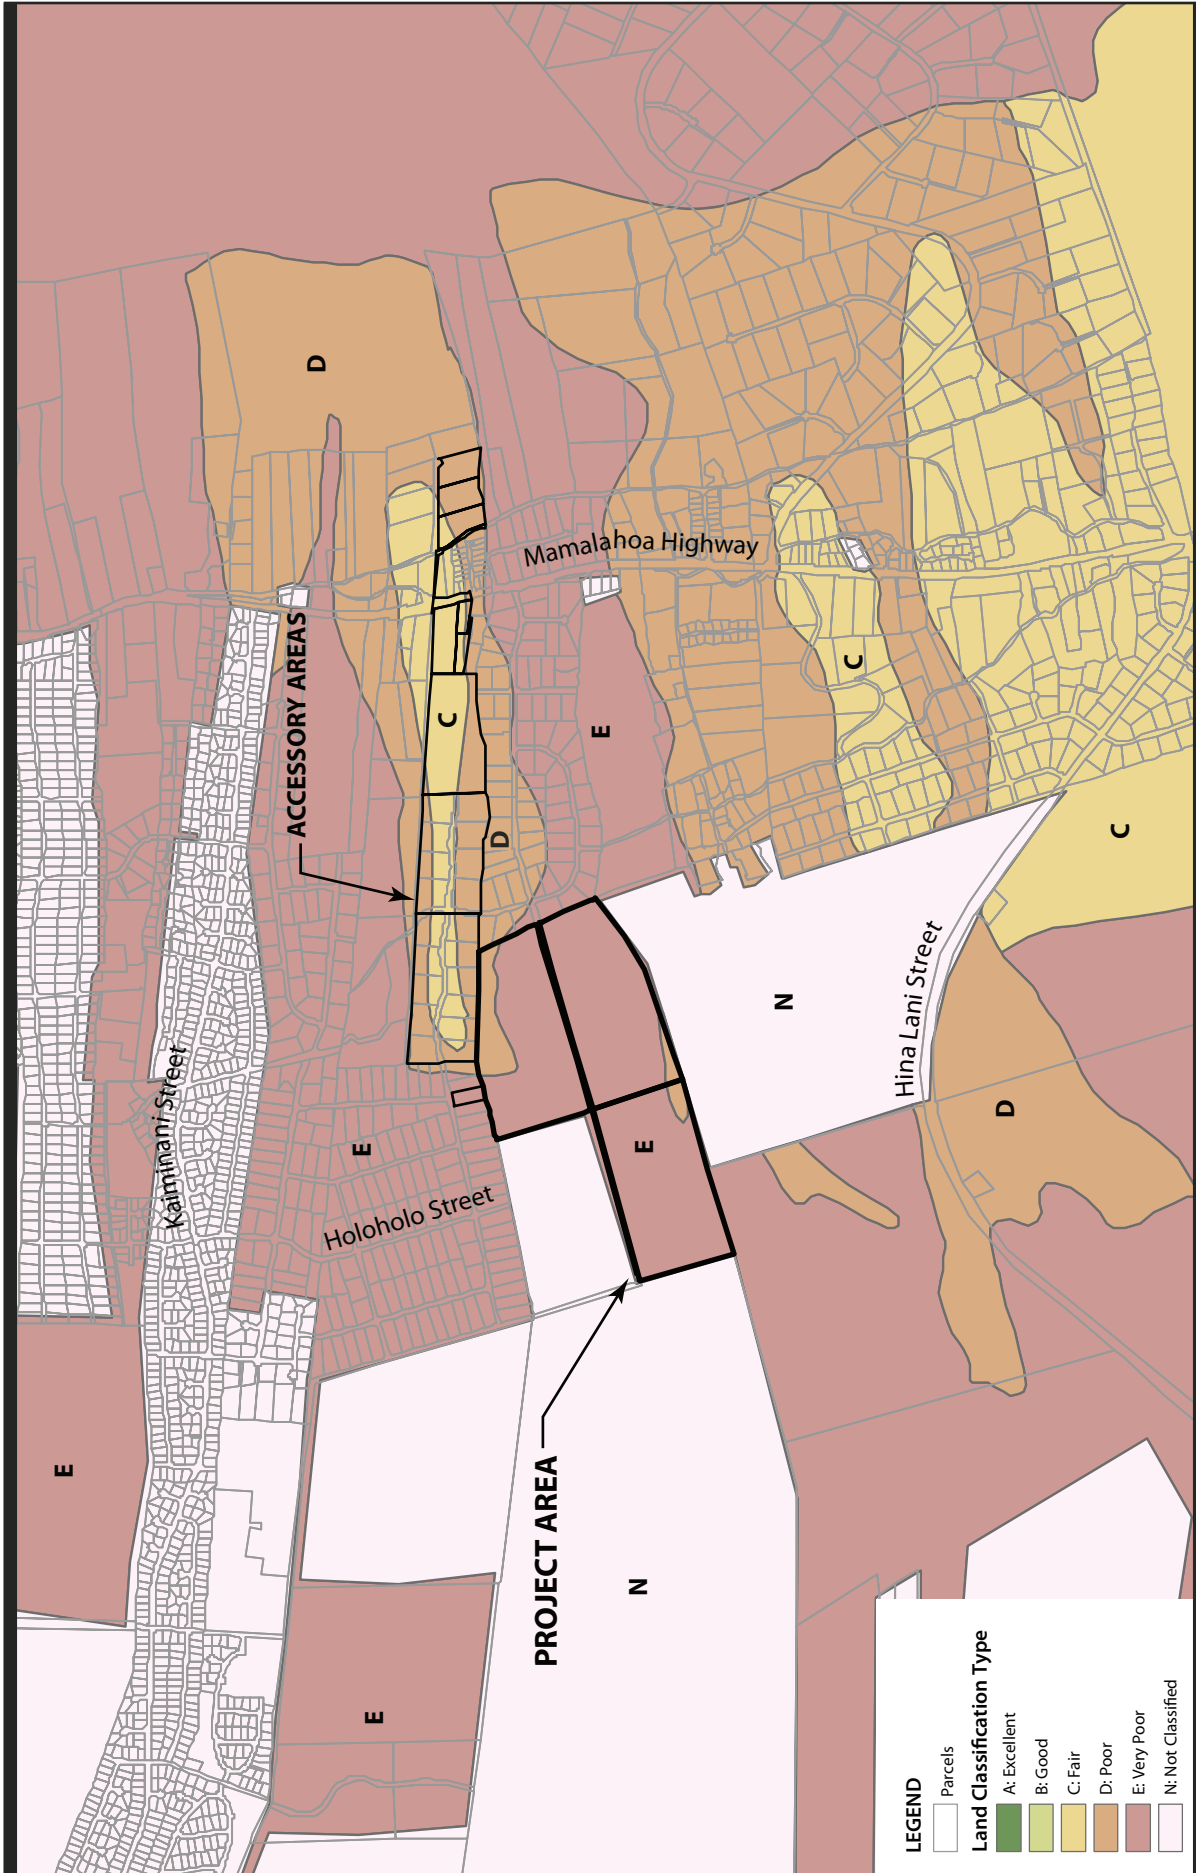 LEGEND
Parcels
Land Classification Type
A: Excellent
B: Good
C: Fair
D: Poor
E: Very Poor
N: Not Classified
E
E
Kaiminani Street
ACCESSORY AREAS
D
E
Holoholo Street
C
D
PROJECT AREA
N
E
E
Mamalahoa Highway
N
C
Hina Lani Street
D
C